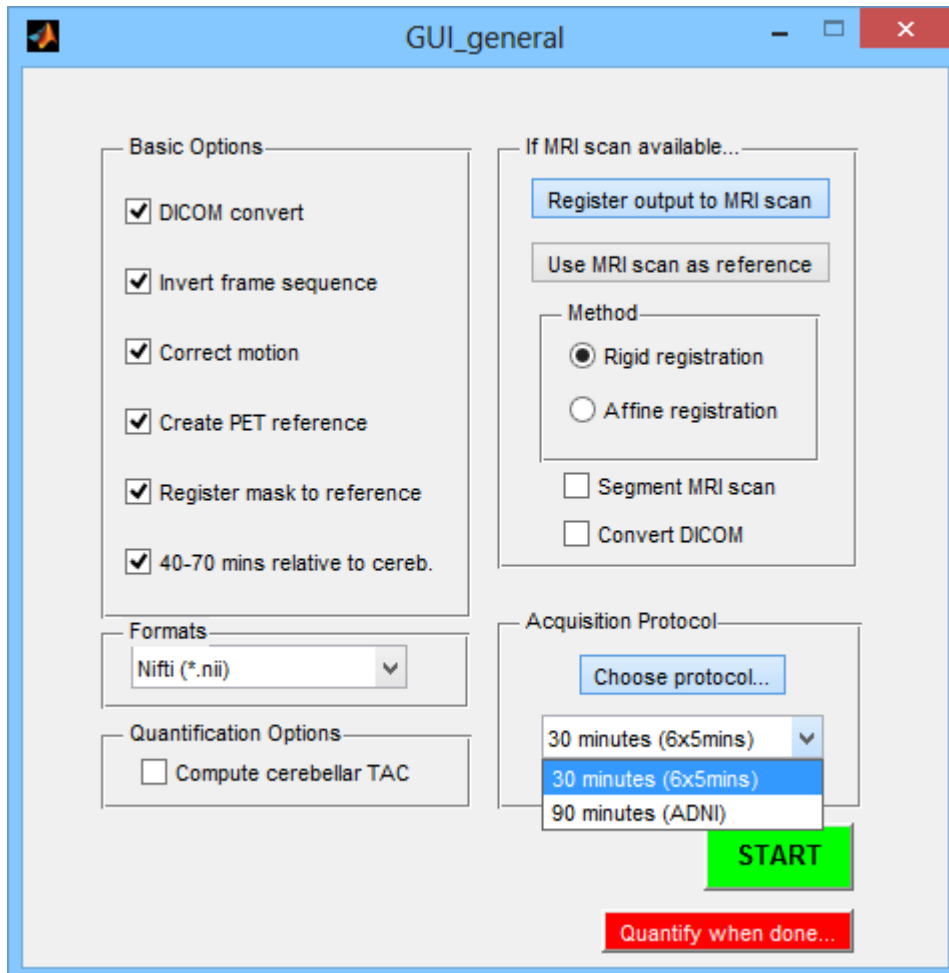 GUI_general
Basic Options
DICOM convert
Invert frame sequence
Correct motion
Create PET reference
Register mask to reference
40-70 mins relative to cereb.
Formats
Nifti (*.nii)
Quantification Options
Compute cerebellar TAC
If MRI scan available...
Register output to MRI scan
Use MRI scan as reference
Method
Rigid registration
Affine registration
Segment MRI scan
Convert DICOM
Acquisition Protocol
Choose protocol...
30 minutes (6x5mins)
30 minutes (6x5mins)
90 minutes (ADNI)
START
Quantify when done...